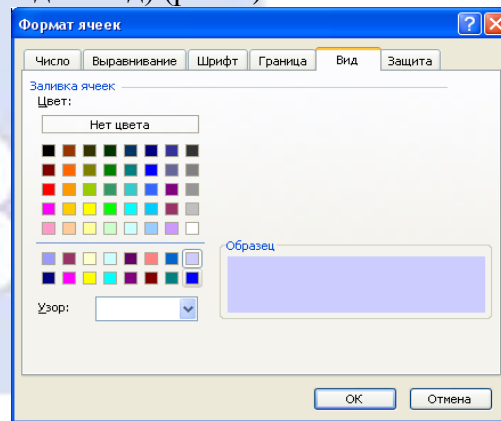 Формат ячеек
Число Выравнивание Шрифт Граница Вид Защита
Заливка ячеек
Цвет:
Нет цвета
Образец
Узор:
ОК Отмена